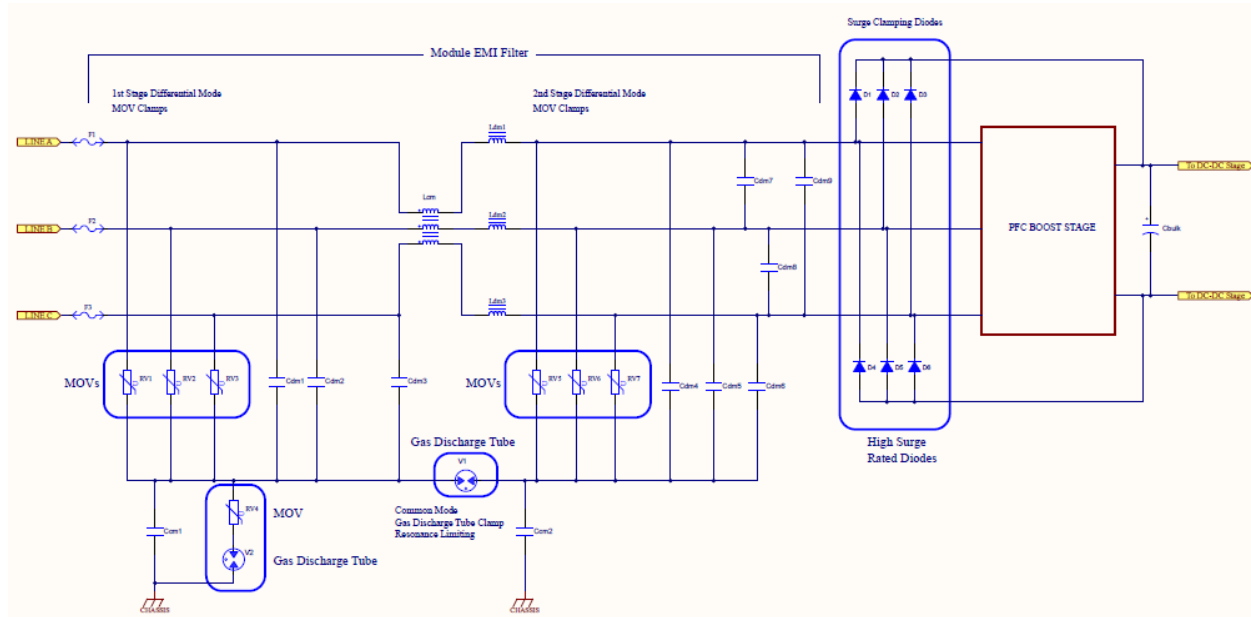 Surge Clamping Diodes
Module EMI Filter
1st Stage Differential Mode
MOV Clamps
2nd Stage Differential Mode
MOV Clamps
D1
D2
D3
LINE A
F1
Ldm1
To DC-DC Stage
Cdm7
Cdm9
Lcm
LINE B
F2
Ldm2
PFC BOOST STAGE
+
Cbulk
Cdm8
LINE C
F3
Ldm3
To DC-DC Stage
MOVs
RV1
RV2
RV3
Cdm1
Cdm2
Cdm3
MOVs
RV5
RV6
RV7
Cdm4
Cdm5
Cdm6
D4
D5
D6
Gas Discharge Tube
V1
High Surge
Rated Diodes
Ccm1
RV4
MOV
V2
Gas Discharge Tube
Common Mode
Gas Discharge Tube Clamp
Resonance Limiting
Ccm2
CHASSIS
CHASSIS